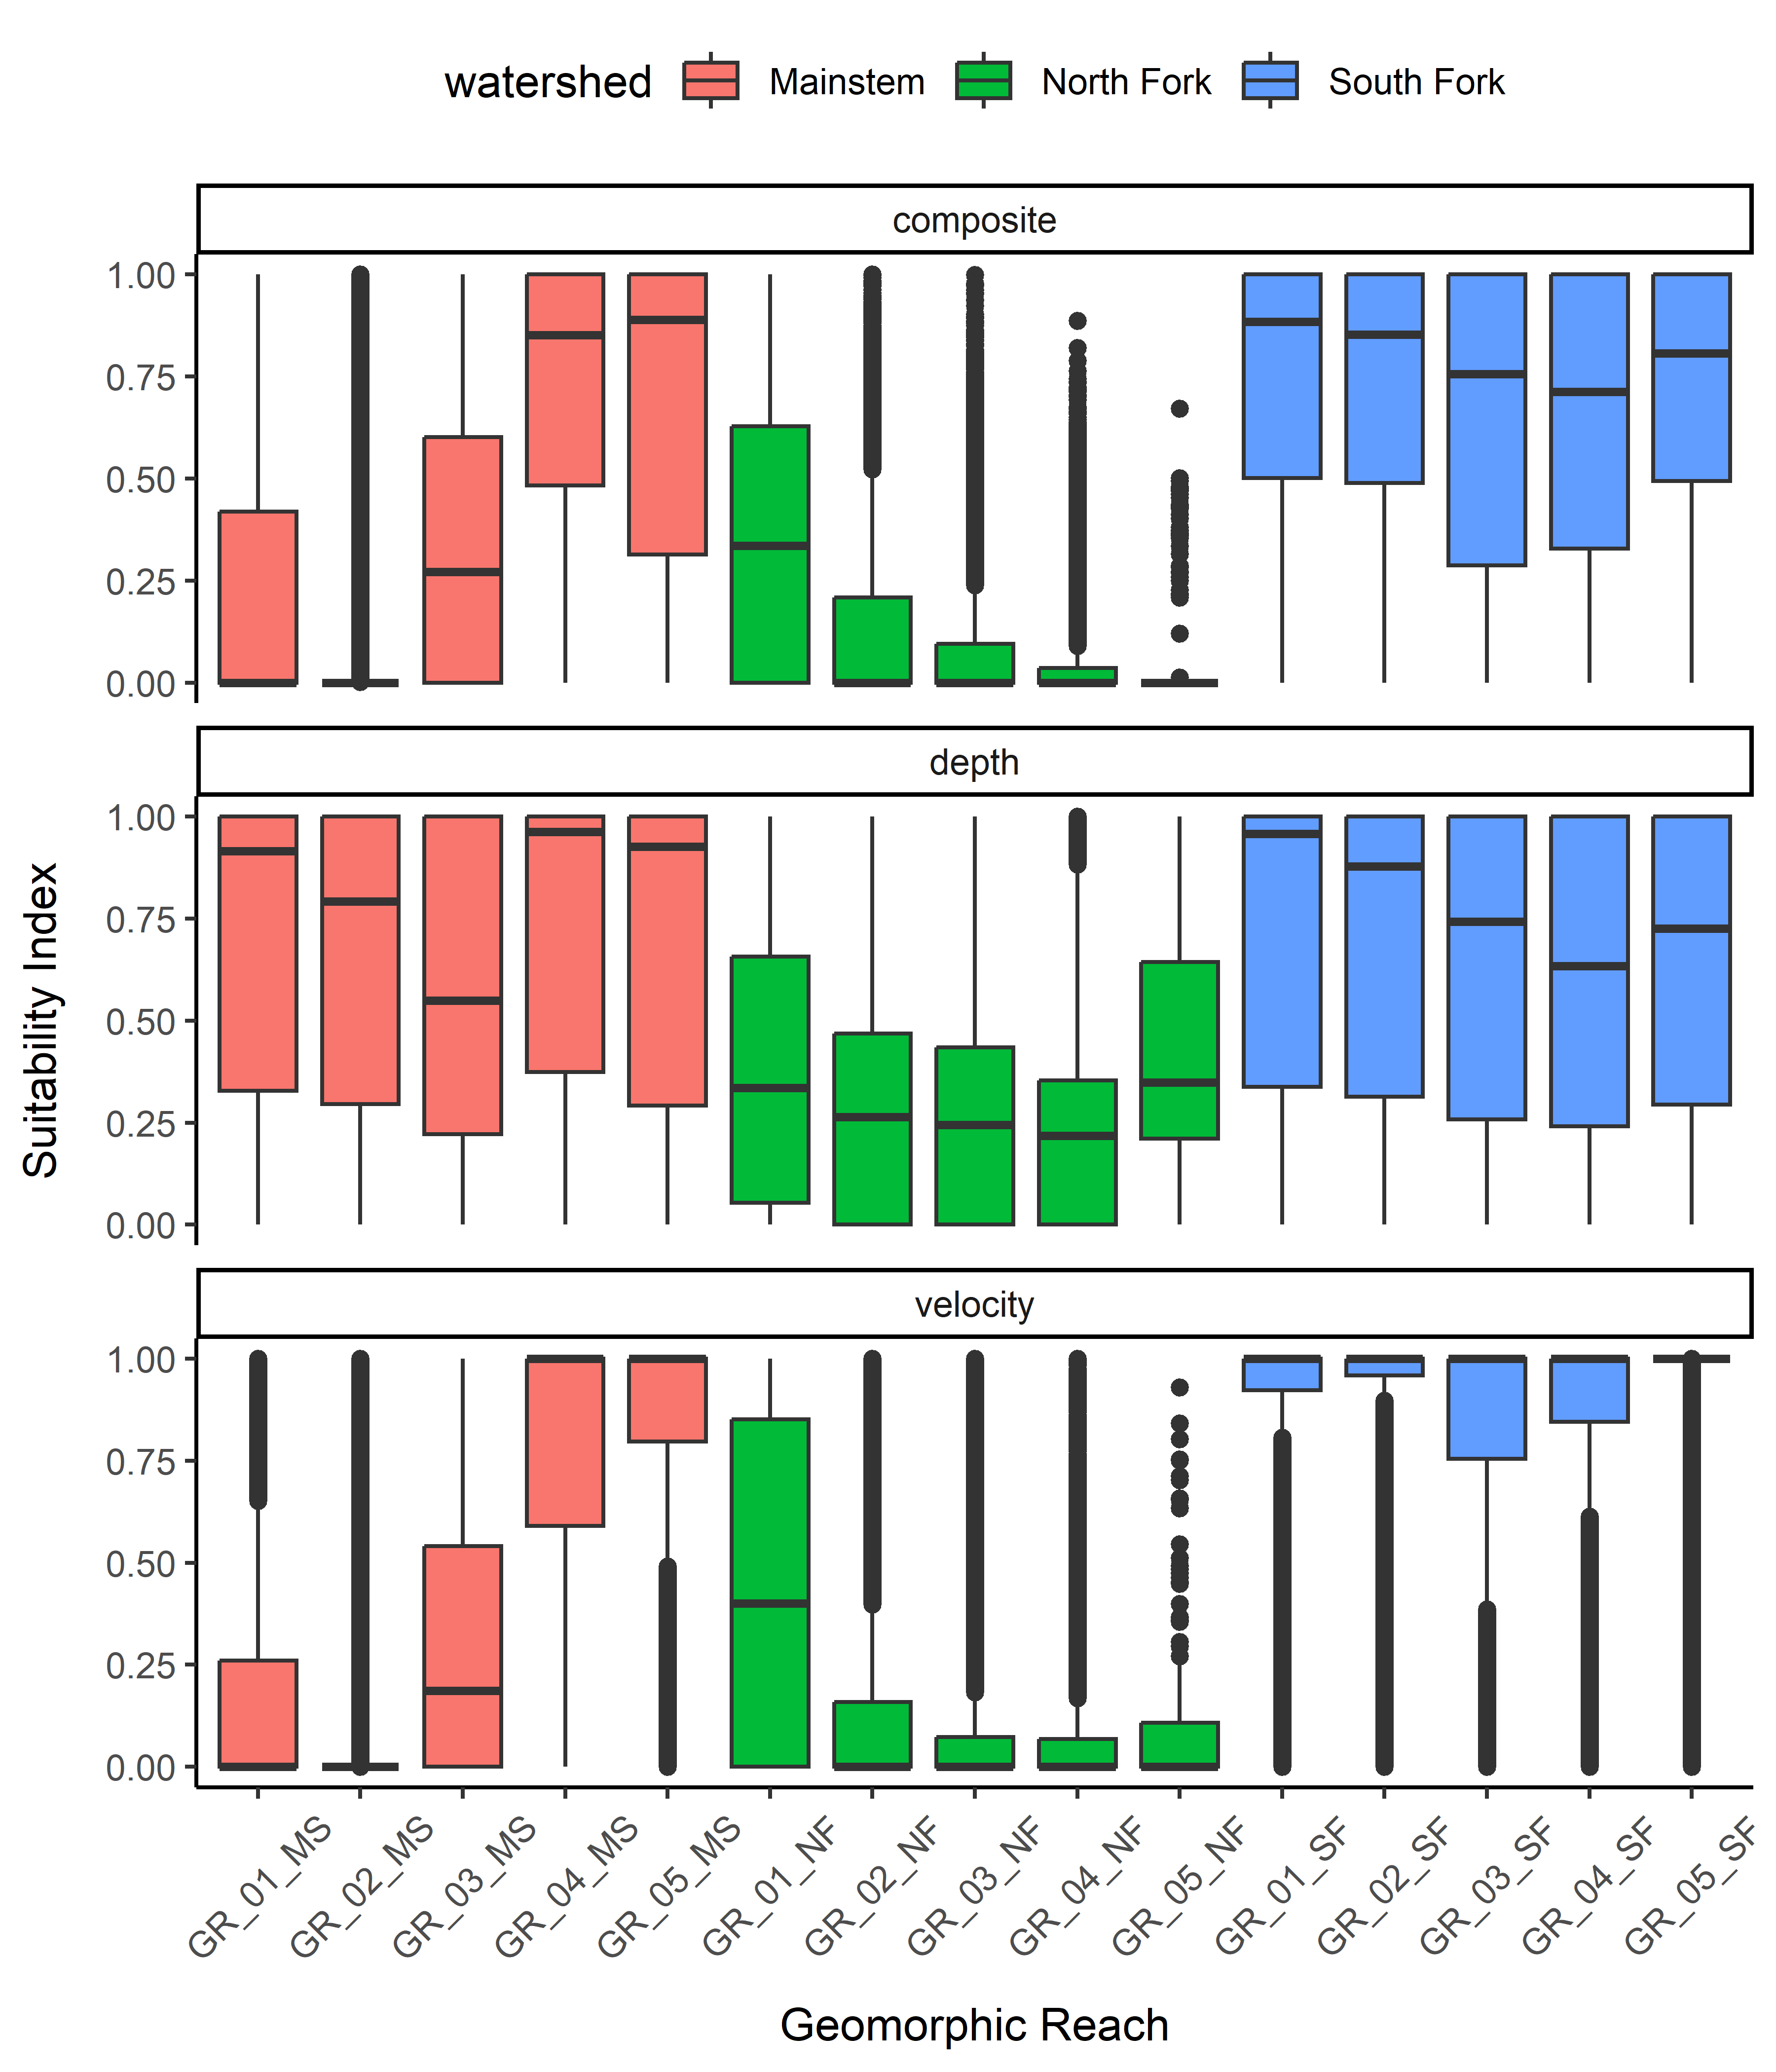 watershed Mainstem North Fork South Fork
composite
1.00
0.75
0.50
0.25
0.00
depth
1.00
0.75
0.50
0.25
0.00
velocity
1.00
0.75
0.50
0.25
0.00
Suitability Index
GR_01_MS GR_02_MS GR_03_MS GR_04_MS GR_05_MS GR_01_NF GR_02_NF GR_03_NF GR_04_NF GR_05_NF GR_01_SF GR_02_SF GR_03_SF GR_04_SF GR_05_SF
Geomorphic Reach